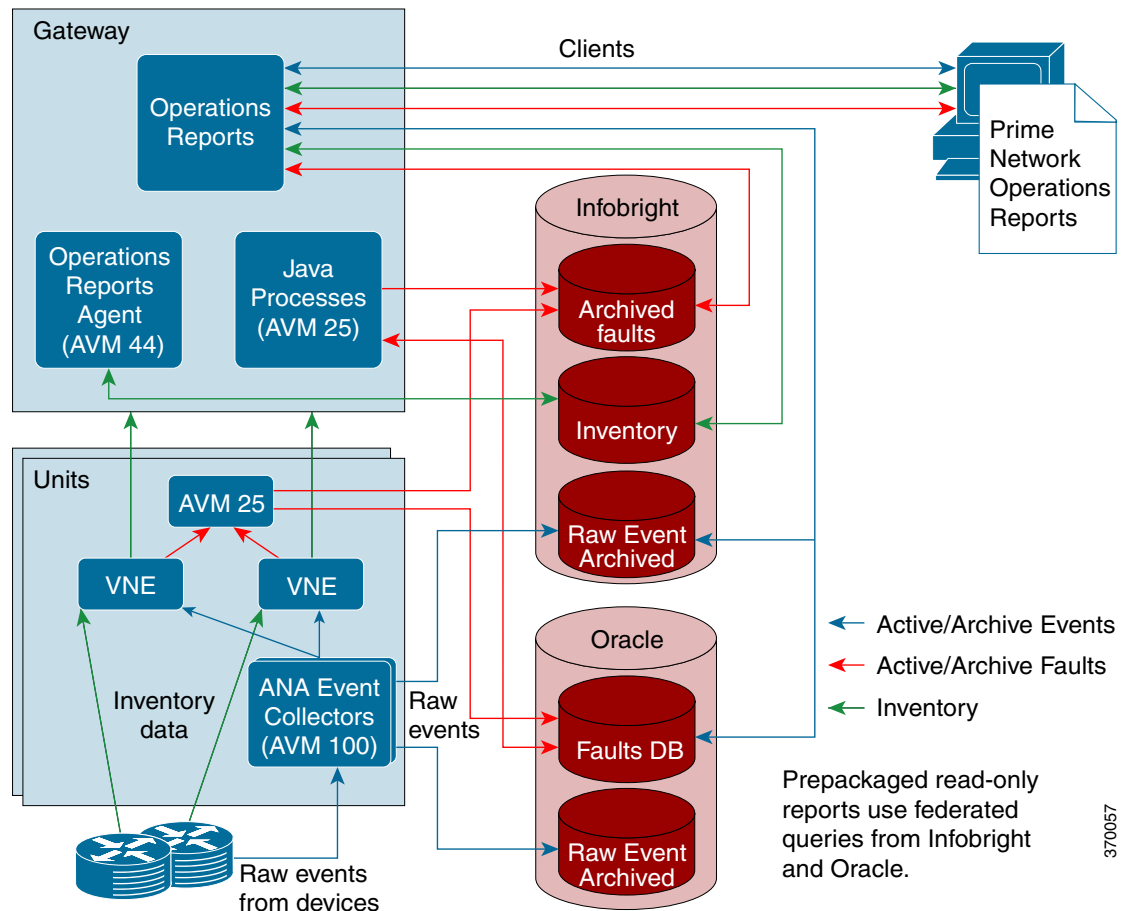 Gateway
Clients
Operations
Reports
Prime
Network
Operations
Reports
Infobright
Operations
Reports
Agent
(AVM 44)
Java
Processes
(AVM 25)
Archived
faults
Inventory
Units
AVM 25
VNE
VNE
Raw Event
Archived
Oracle
Active/Archive Events
Active/Archive Faults
Inventory
Inventory
data
ANA Event
Collectors
(AVM 100)
Raw
events
Faults DB
Raw Event
Archived
Prepackaged read-only
reports use federated
queries from Infobright
and Oracle.
370057
Raw events
from devices